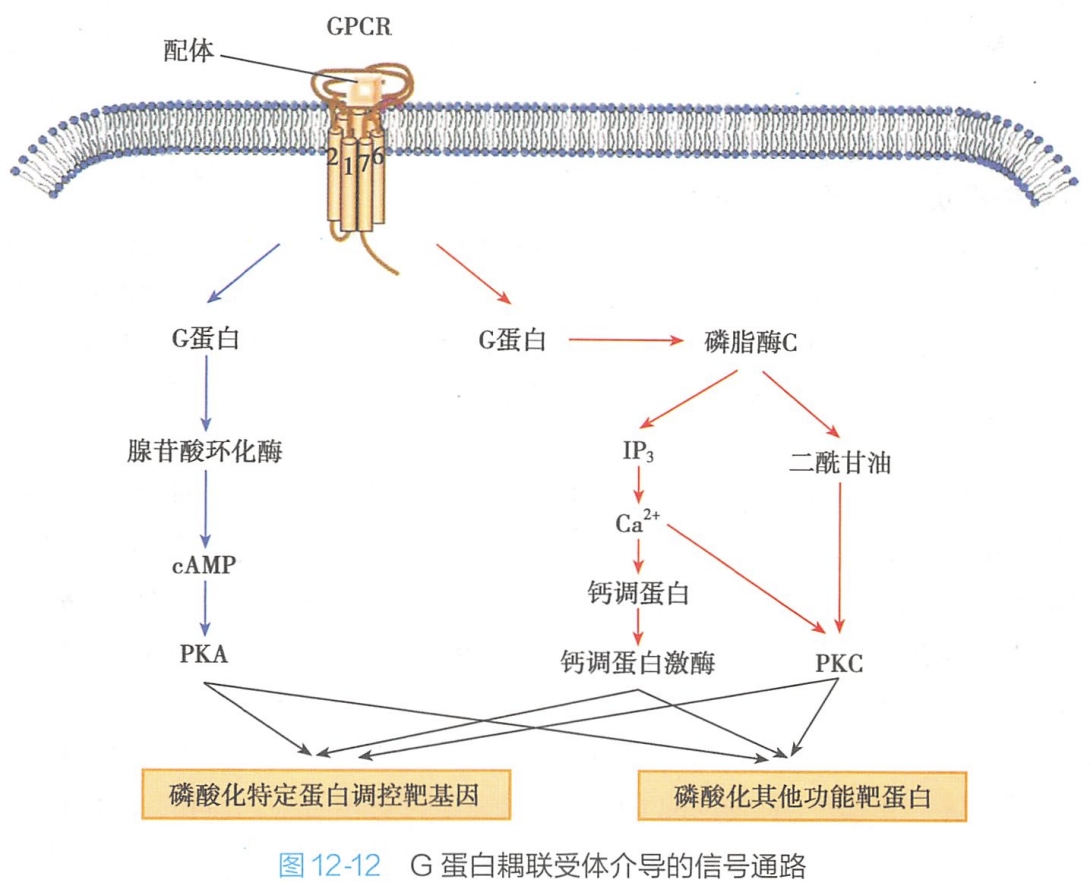 GPCR
配体
2 1 7 6
G蛋白
G蛋白
磷脂酶C
腺苷酸环化酶
IP₃
二酰甘油
Ca²⁺
cAMP
钙调蛋白
PKA
钙调蛋白激酶
PKC
磷酸化特定蛋白调控靶基因
磷酸化其他功能靶蛋白
图 12-12 G 蛋白耦联受体介导的信号通路